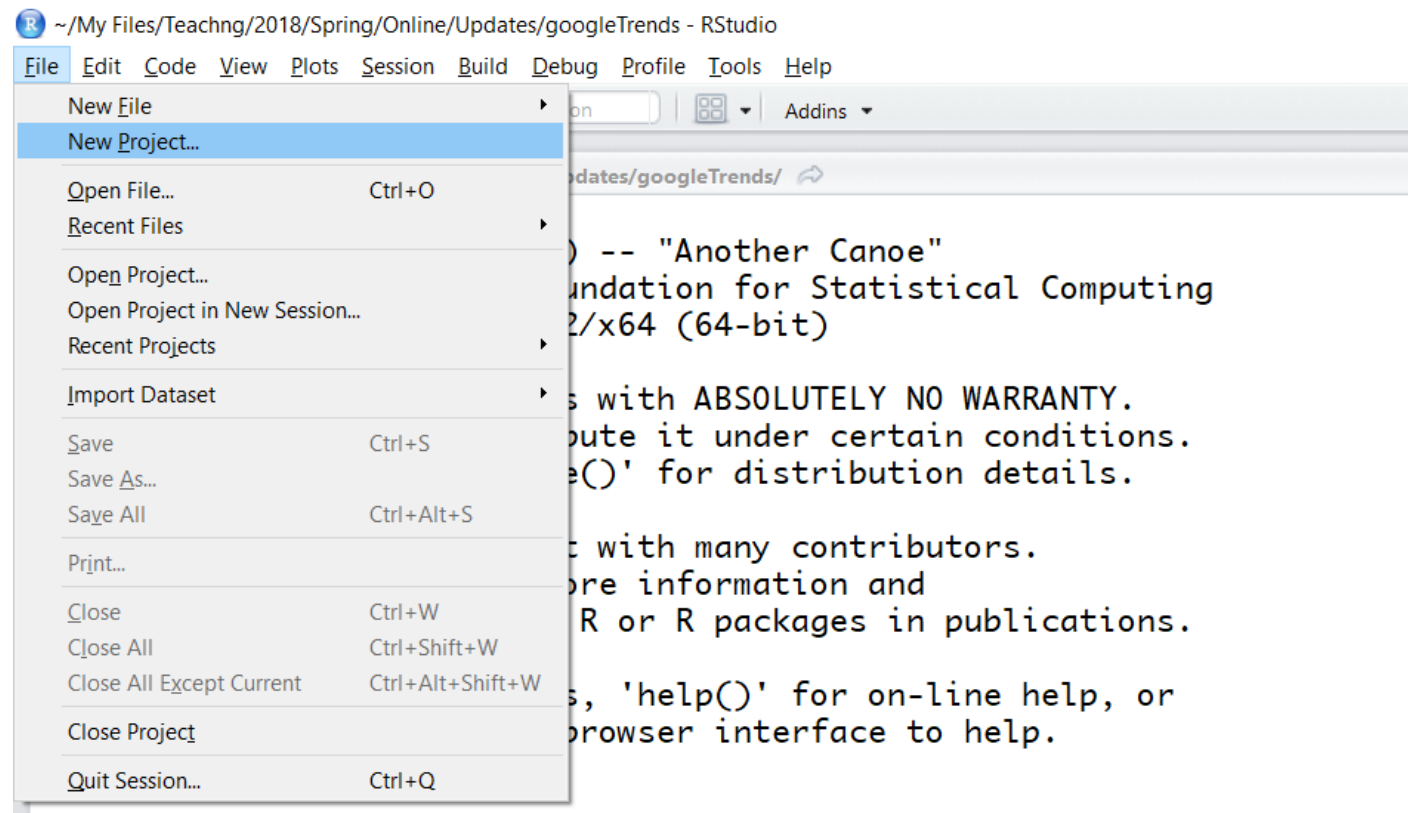 ~/My Files/Teachng/2018/Spring/Online/Updates/googleTrends - RStudio
File Edit Code View Plots Session Build Debug Profile Tools Help
on Addins
New File
New Project...
pdates/googleTrends/
Open File... Ctrl+O
Recent Files
) -- "Another Canoe"
Open Project...
undation for Statistical Computing
Open Project in New Session...
2/x64 (64-bit)
Recent Projects
Import Dataset
s with ABSOLUTELY NO WARRANTY.
Save Ctrl+S
bute it under certain conditions.
Save As...
e()' for distribution details.
Save All Ctrl+Alt+S
t with many contributors.
Print...
ore information and
Close Ctrl+W
R or R packages in publications.
Close All Ctrl+Shift+W
Close All Except Current Ctrl+Alt+Shift+W
s, 'help()' for on-line help, or
Close Project
browser interface to help.
Quit Session... Ctrl+Q